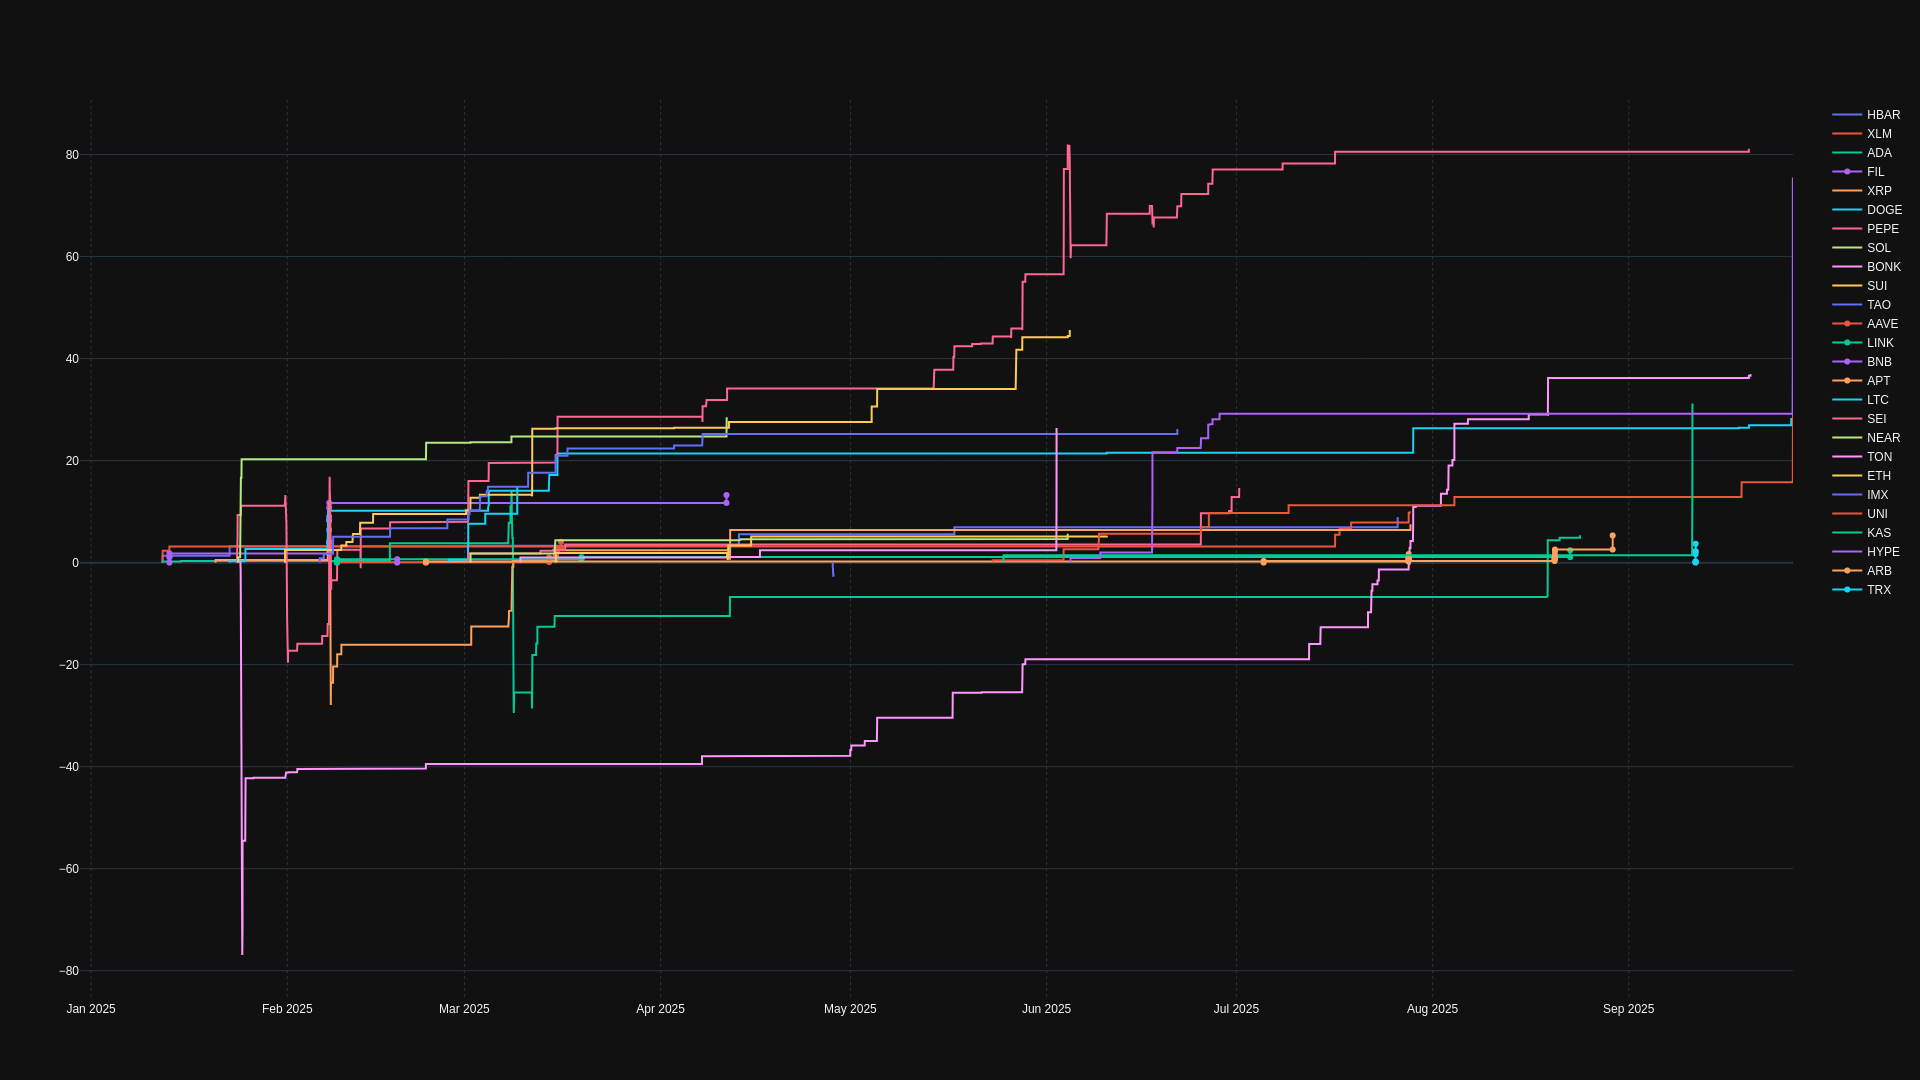 80
60
40
20
0
−20
−40
−60
−80
Jan 2025
Feb 2025
Mar 2025
Apr 2025
May 2025
Jun 2025
Jul 2025
Aug 2025
Sep 2025
HBAR
XLM
ADA
FIL
XRP
DOGE
PEPE
SOL
BONK
SUI
TAO
AAVE
LINK
BNB
APT
LTC
SEI
NEAR
TON
ETH
IMX
UNI
KAS
HYPE
ARB
TRX